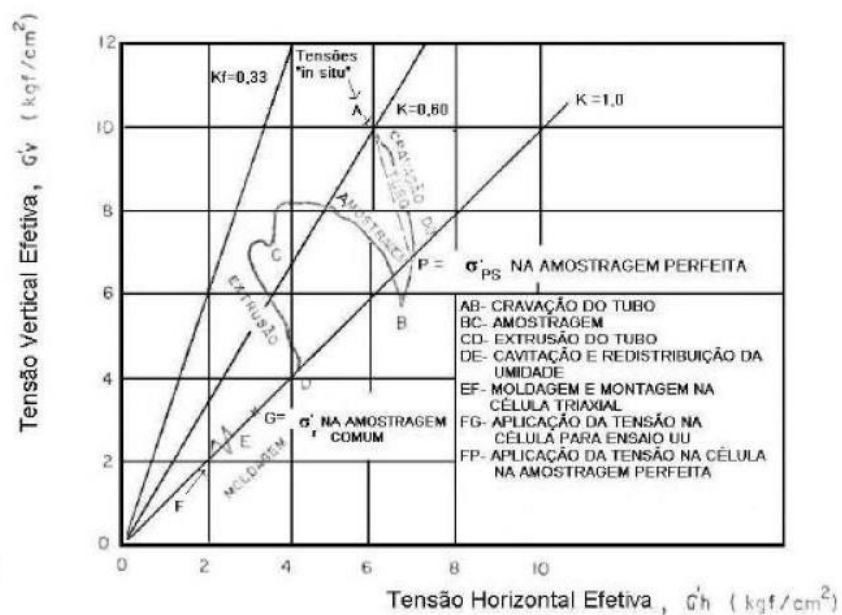 Tensão Vertical Efetiva, σ'v (kgf/cm²)
12
10
8
6
4
2
0
Kf=0,33
Tensões
"in situ"
A
K=0,60
K=1,0
CRAVAÇÃO DO
TUBO
A
AMOSTRAGEM
C
EXTRUSÃO
P = σ'PS NA AMOSTRAGEM PERFEITA
B
D
G= σ'r NA AMOSTRAGEM
COMUM
E
MOLDAGEM
F
AB- CRAVAÇÃO DO TUBO
BC- AMOSTRAGEM
CD- EXTRUSÃO DO TUBO
DE- CAVITAÇÃO E REDISTRIBUIÇÃO DA
UMIDADE
EF- MOLDAGEM E MONTAGEM NA
CÉLULA TRIAXIAL
FG- APLICAÇÃO DA TENSÃO NA
CÉLULA PARA ENSAIO UU
FP- APLICAÇÃO DA TENSÃO NA CÉLULA
NA AMOSTRAGEM PERFEITA
0 2 4 6 8 10
Tensão Horizontal Efetiva, σ'h (kgf/cm²)